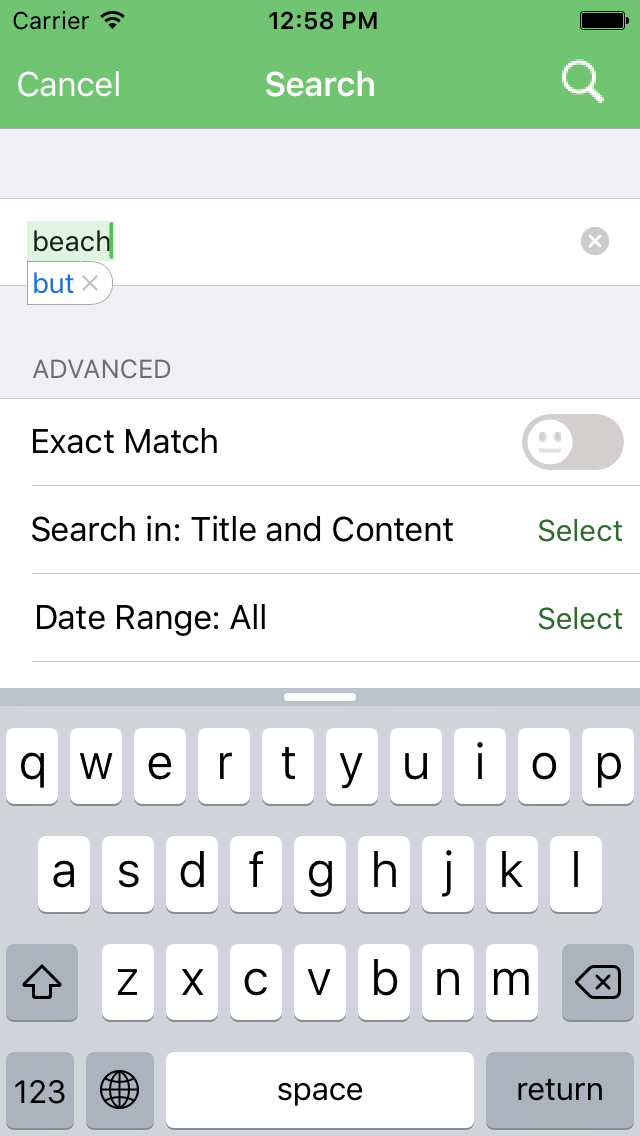 Carrier 12:58 PM
Cancel Search
beach
but
ADVANCED
Exact Match
Search in: Title and Content Select
Date Range: All Select
q w e r t y u i o p
a s d f g h j k l
z x c v b n m
123 space return